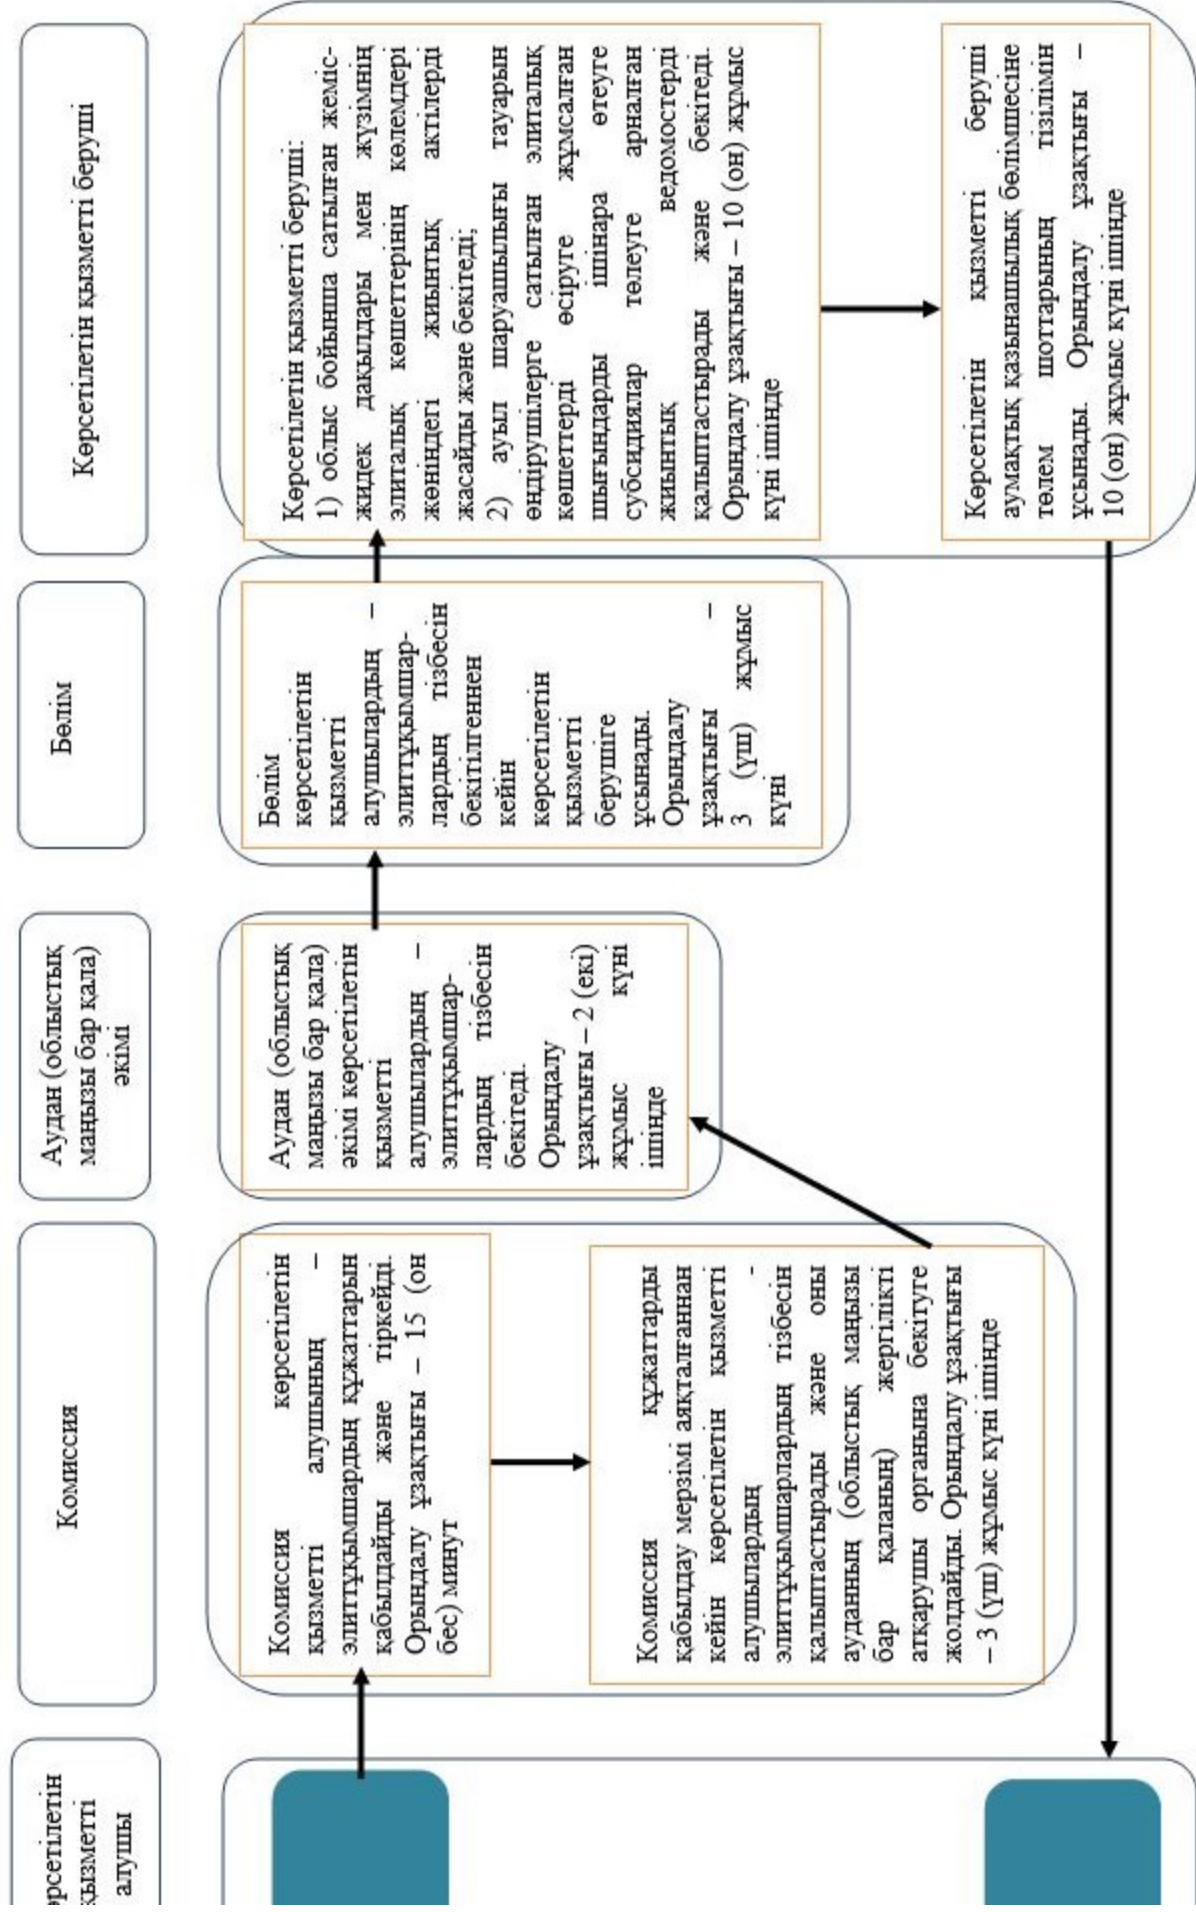 көрсетілетін
қызметті
алушы
Комиссия
Аудан (облыстық
маңызы бар қала)
әкімі
Бөлім
Көрсетілетін қызметті беруші
Комиссия көрсетілетін
қызметті алушының –
элиттұқымшардың құжаттарын
қабылдайды және тіркейді.
Орындалу ұзақтығы – 15 (он
бес) минут
Комиссия құжаттарды
қабылдау мерзімі аяқталғаннан
кейін көрсетілетін қызметті
алушылардың -
элиттұқымшарлардың тізбесін
қалыптастырады және оны
ауданның (облыстық маңызы
бар қаланың) жергілікті
атқарушы органына бекітуге
жолдайды. Орындалу ұзақтығы
– 3 (үш) жұмыс күні ішінде
Аудан (облыстық
маңызы бар қала)
әкімі көрсетілетін
қызметті
алушылардың –
элиттұқымшар-
лардың тізбесін
бекітеді.
Орындалу
ұзақтығы – 2 (екі)
жұмыс күні
ішінде
Бөлім
көрсетілетін
қызметті
алушылардың –
элиттұқымшар-
лардың тізбесін
бекітілгеннен
кейін
көрсетілетін
қызметті
берушіге
ұсынады.
Орындалу
ұзақтығы –
3 (үш) жұмыс
күні
Көрсетілетін қызметті беруші:
1) облыс бойынша сатылған жеміс-
жидек дақылдары мен жүзімнің
элиталық көшеттерінің көлемдері
жөніндегі жиынтық актілерді
жасайды және бекітеді;
2) ауыл шаруашылығы тауарын
өндірушілерге сатылған элиталық
көшеттерді өсіруге жұмсалған
шығындарды ішінара өтеуге
субсидиялар төлеуге арналған
жиынтық ведомостерді
қалыптастырады және бекітеді.
Орындалу ұзақтығы – 10 (он) жұмыс
күні ішінде
Көрсетілетін қызметті беруші
аумақтық қазынашылық бөлімшесіне
төлем шоттарының тізілімін
ұсынады. Орындалу ұзақтығы –
10 (он) жұмыс күні ішінде